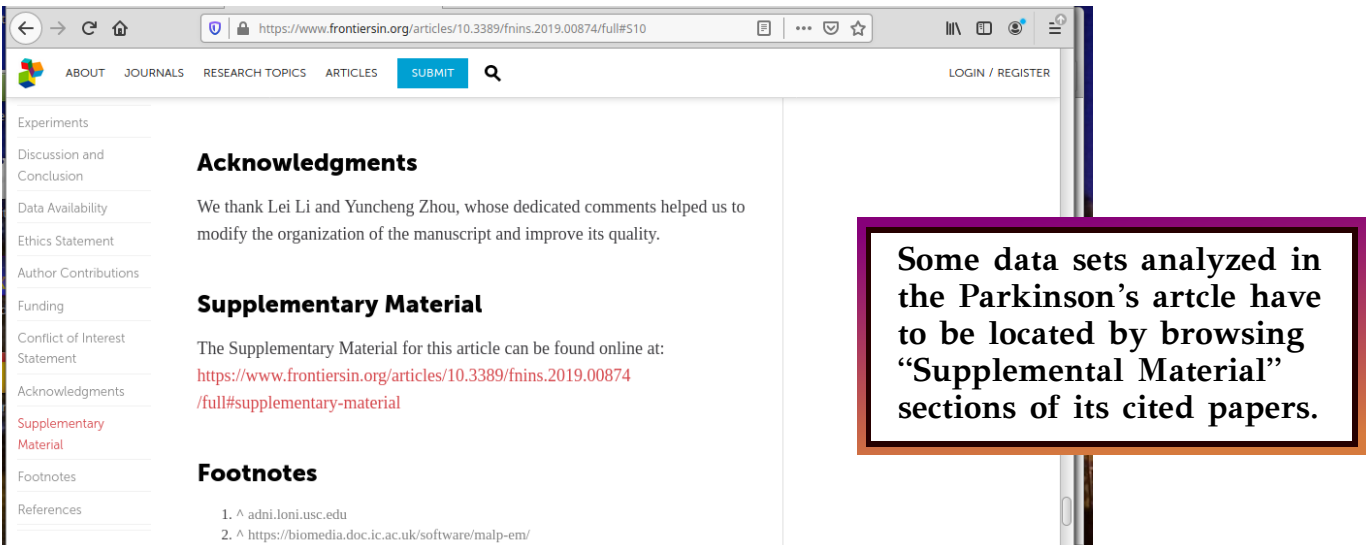 https://www.frontiersin.org/articles/10.3389/fnins.2019.00874/full#S10
ABOUT JOURNALS RESEARCH TOPICS ARTICLES SUBMIT LOGIN / REGISTER
Experiments
Discussion and
Conclusion
Data Availability
Ethics Statement
Author Contributions
Funding
Conflict of Interest
Statement
Acknowledgments
Supplementary
Material
Footnotes
References
Acknowledgments
We thank Lei Li and Yuncheng Zhou, whose dedicated comments helped us to
modify the organization of the manuscript and improve its quality.
Supplementary Material
The Supplementary Material for this article can be found online at:
https://www.frontiersin.org/articles/10.3389/fnins.2019.00874
/full#supplementary-material
Footnotes
1. ^ adni.loni.usc.edu
2. ^ https://biomedia.doc.ic.ac.uk/software/malp-em/
Some data sets analyzed in
the Parkinson’s artcle have
to be located by browsing
“Supplemental Material”
sections of its cited papers.